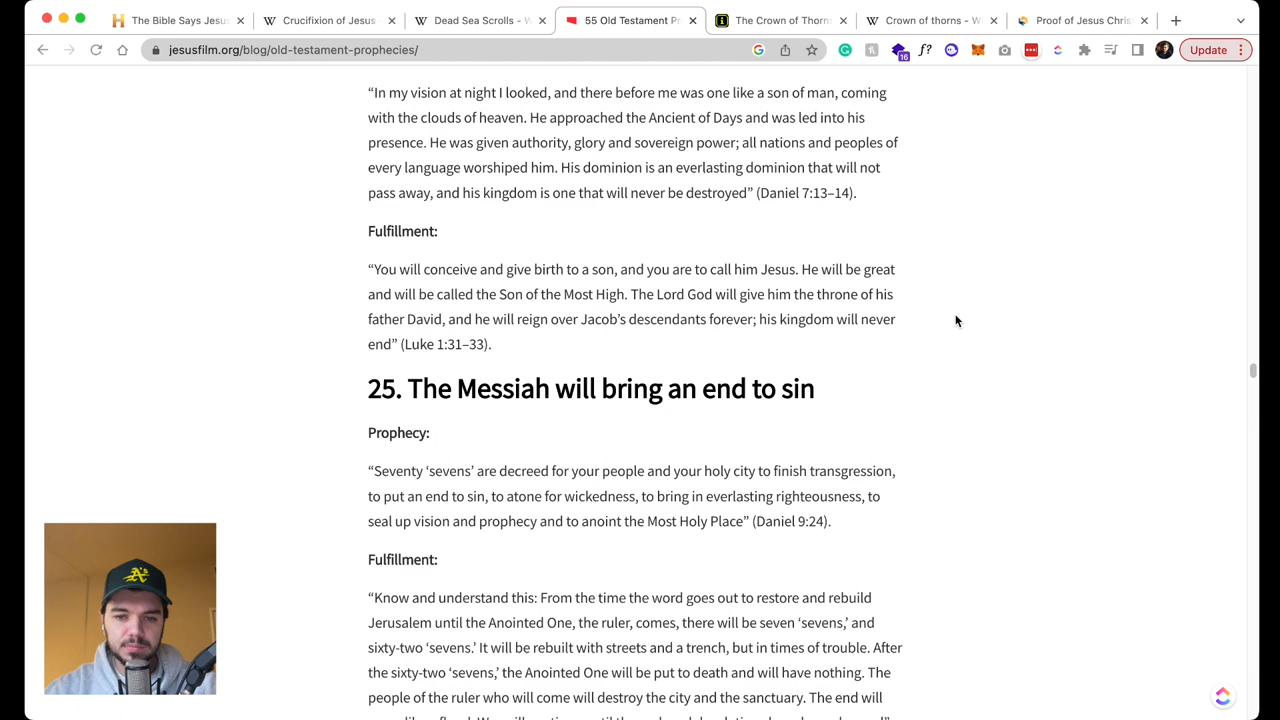 The Bible Says Jesus
Crucifixion of Jesus
Dead Sea Scrolls - W
55 Old Testament Pr
The Crown of Thorn
Crown of thorns - W
Proof of Jesus Chris
jesusfilm.org/blog/old-testament-prophecies/
16
f?
Update
“In my vision at night I looked, and there before me was one like a son of man, coming
with the clouds of heaven. He approached the Ancient of Days and was led into his
presence. He was given authority, glory and sovereign power; all nations and peoples of
every language worshiped him. His dominion is an everlasting dominion that will not
pass away, and his kingdom is one that will never be destroyed” (Daniel 7:13–14).
Fulfillment:
“You will conceive and give birth to a son, and you are to call him Jesus. He will be great
and will be called the Son of the Most High. The Lord God will give him the throne of his
father David, and he will reign over Jacob’s descendants forever; his kingdom will never
end” (Luke 1:31–33).
25. The Messiah will bring an end to sin
Prophecy:
“Seventy ‘sevens’ are decreed for your people and your holy city to finish transgression,
to put an end to sin, to atone for wickedness, to bring in everlasting righteousness, to
seal up vision and prophecy and to anoint the Most Holy Place” (Daniel 9:24).
Fulfillment:
“Know and understand this: From the time the word goes out to restore and rebuild
Jerusalem until the Anointed One, the ruler, comes, there will be seven ‘sevens,’ and
sixty-two ‘sevens.’ It will be rebuilt with streets and a trench, but in times of trouble. After
the sixty-two ‘sevens,’ the Anointed One will be put to death and will have nothing. The
people of the ruler who will come will destroy the city and the sanctuary. The end will
A's